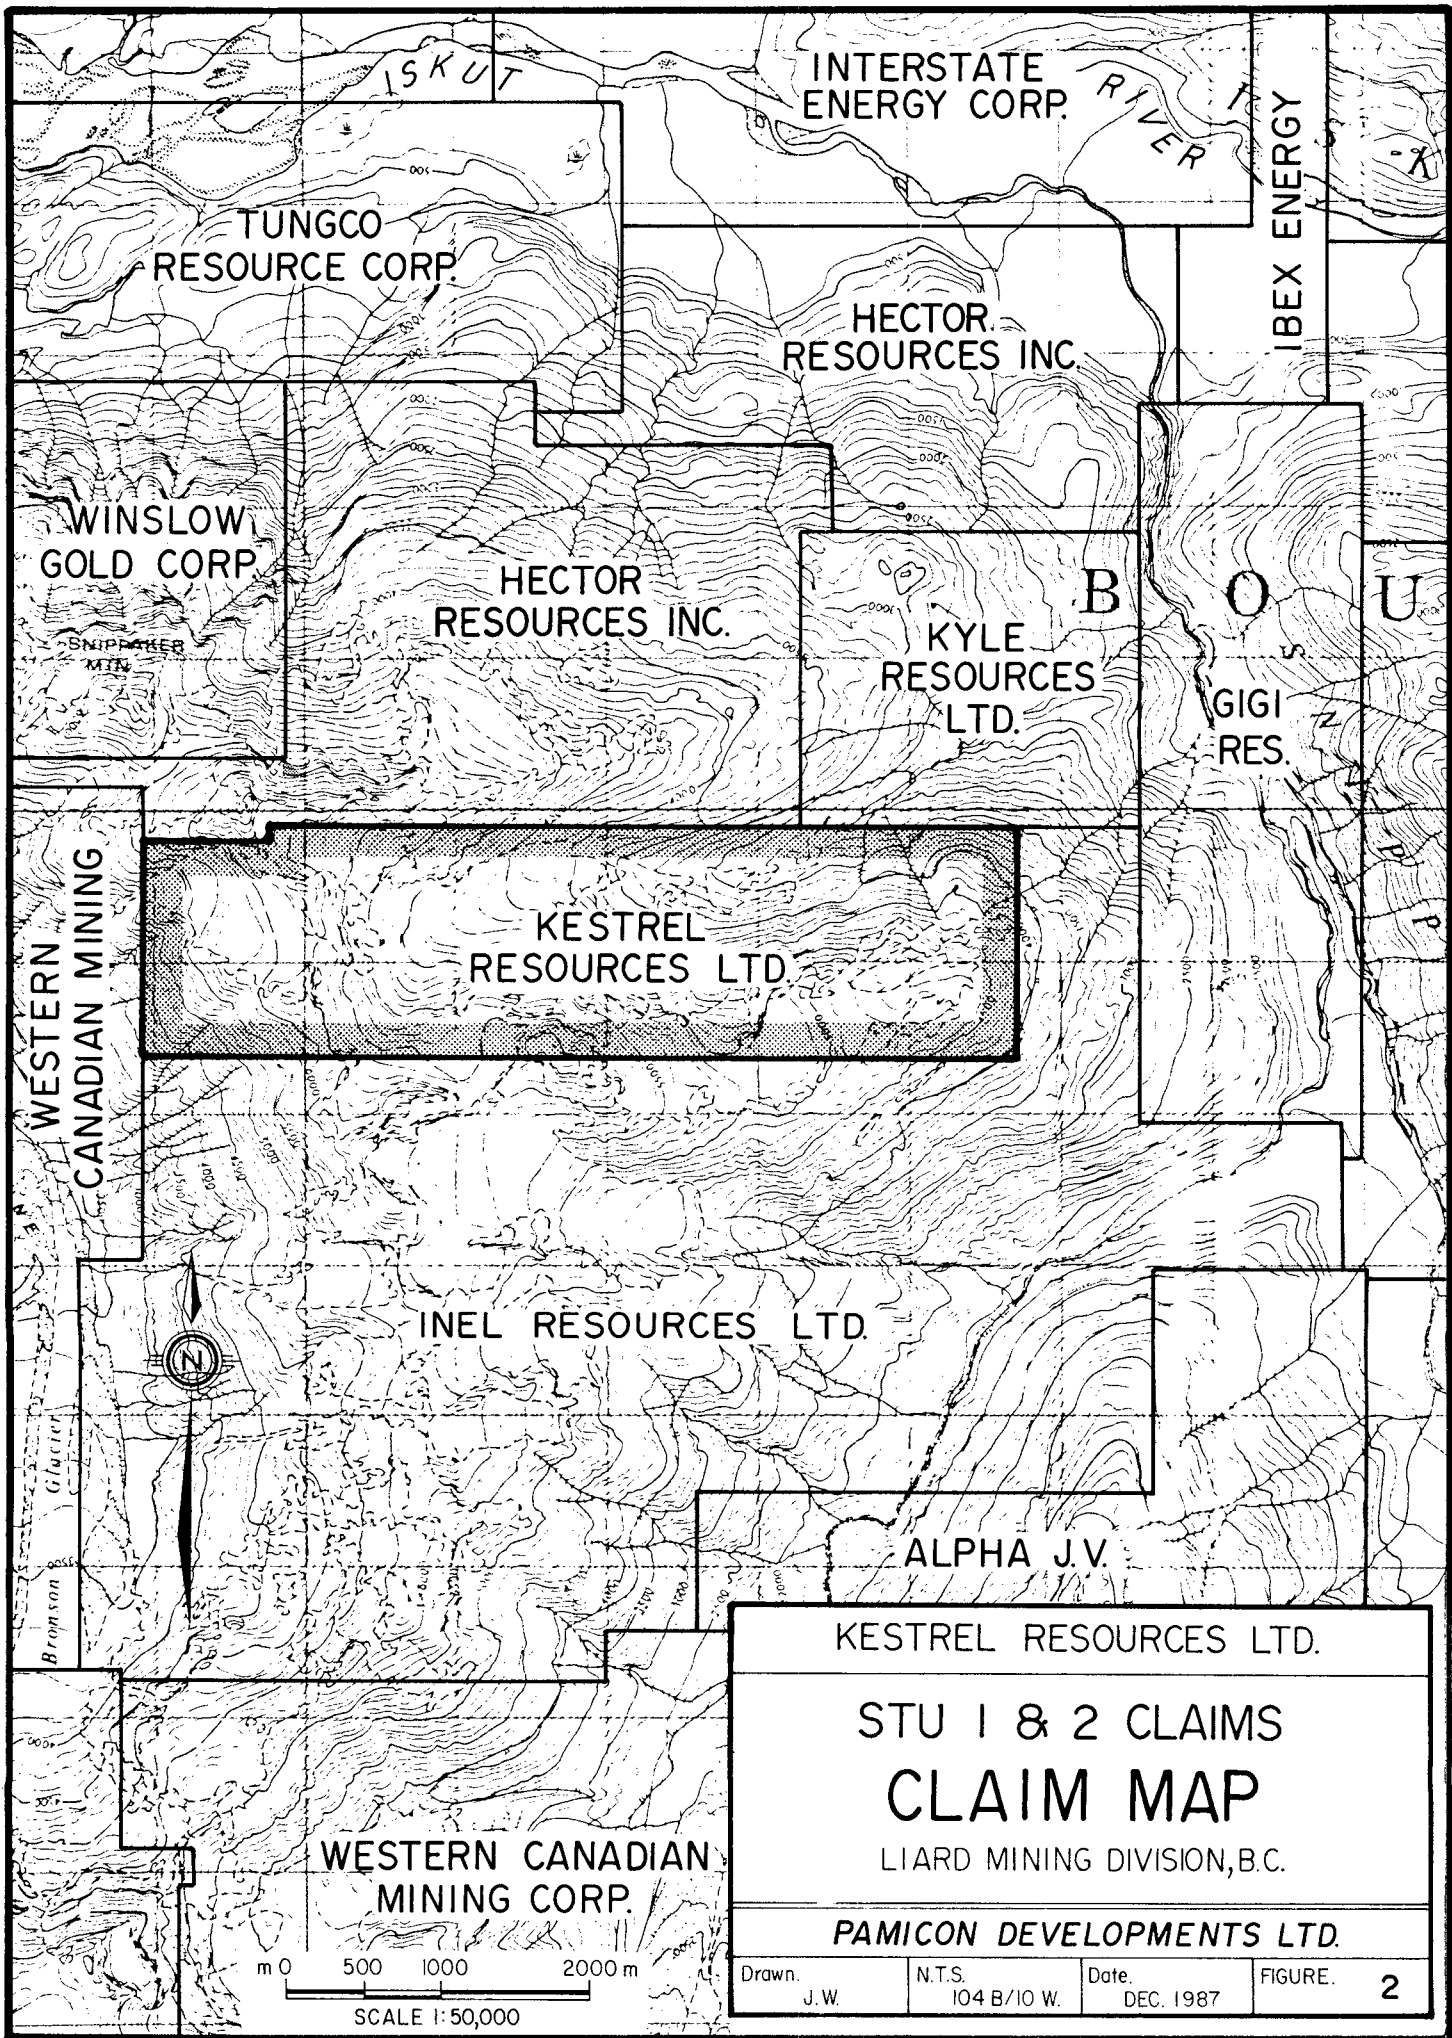 ISKUT
RIVER
INTERSTATE
ENERGY CORP.
IBEX ENERGY
TUNGCO
RESOURCE CORP.
HECTOR
RESOURCES INC.
WINSLOW
GOLD CORP.
SNIPPAKER
MTN
HECTOR
RESOURCES INC.
KYLE
RESOURCES
LTD.
B O U
GIGI
RES.
WESTERN
CANADIAN MINING
KESTREL
RESOURCES LTD.
INEL RESOURCES LTD.
N
Bronson Glacier
ALPHA J.V.
WESTERN CANADIAN
MINING CORP.
m 0 500 1000 2000 m
SCALE 1:50,000
KESTREL RESOURCES LTD.
STU 1 & 2 CLAIMS
CLAIM MAP
LIARD MINING DIVISION, B.C.
PAMICON DEVELOPMENTS LTD.
Drawn. J.W.
N.T.S. 104 B/10 W.
Date. DEC. 1987
FIGURE. 2